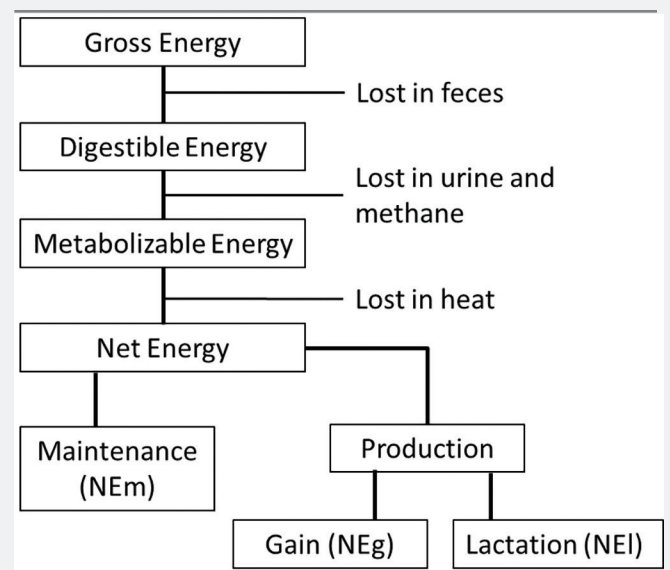 Gross Energy
Lost in feces
Digestible Energy
Lost in urine and
methane
Metabolizable Energy
Lost in heat
Net Energy
Maintenance
(NEm)
Production
Gain (NEg)
Lactation (NEl)